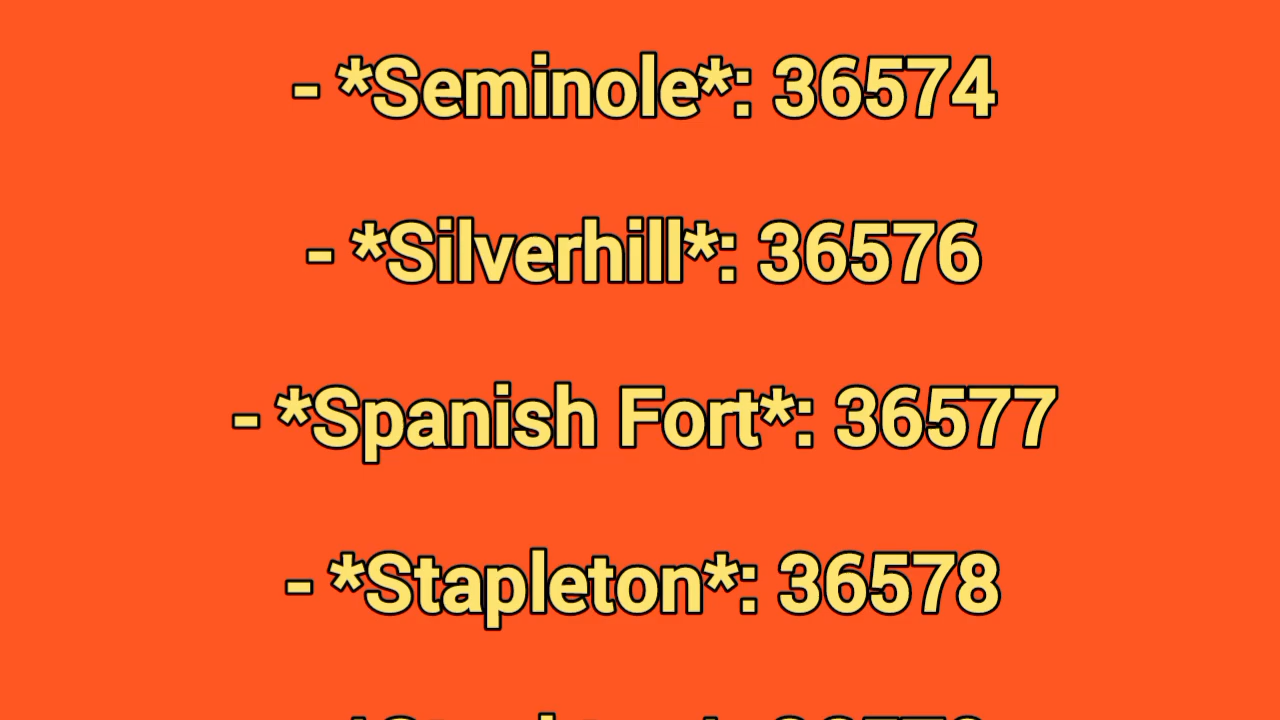 - *Seminole*: 36574
- *Silverhill*: 36576
- *Spanish Fort*: 36577
- *Stapleton*: 36578